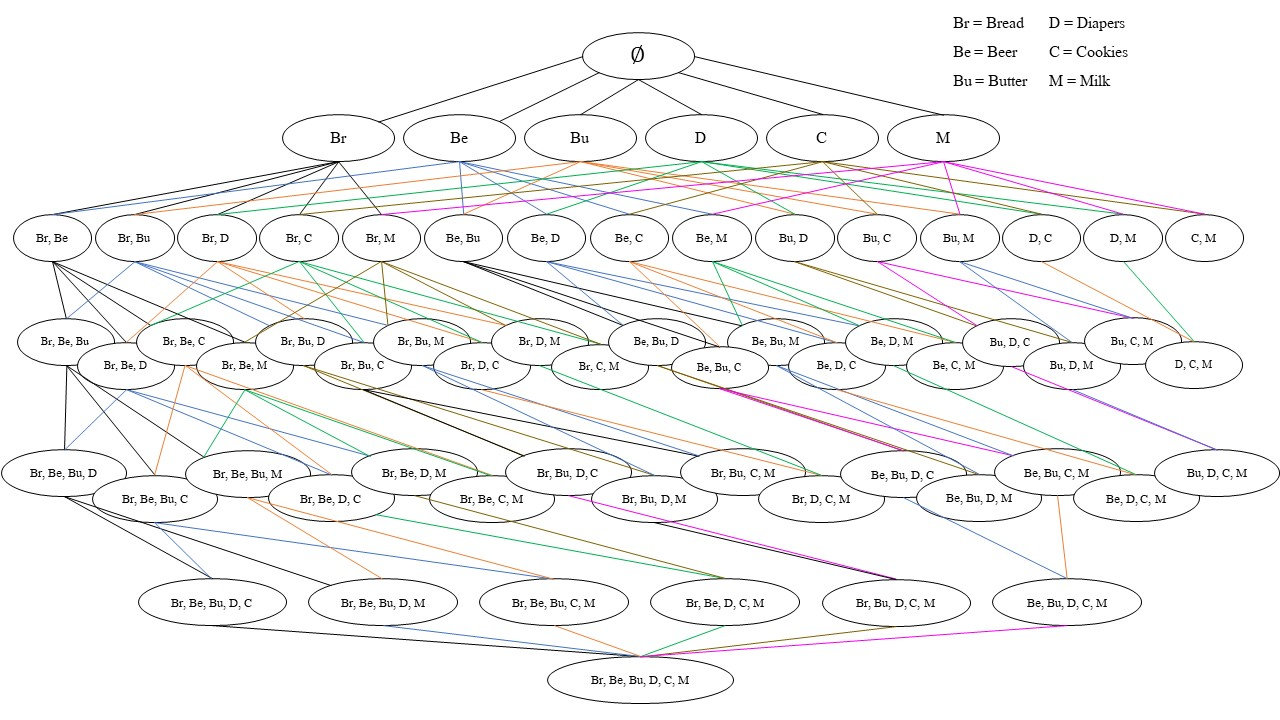 Br = Bread D = Diapers
Be = Beer C = Cookies
Bu = Butter M = Milk
∅
Br Be Bu D C M
Br, Be Br, Bu Br, D Br, C Br, M Be, Bu Be, D Be, C Be, M Bu, D Bu, C Bu, M D, C D, M C, M
Br, Be, Bu Br, Be, C Br, Bu, D Br, Bu, M Br, D, M Be, Bu, D Be, Bu, M Be, D, M Bu, D, C Bu, C, M
Br, Be, D Br, Be, M Br, Bu, C Br, D, C Br, C, M Be, Bu, C Be, D, C Be, C, M Bu, D, M D, C, M
Br, Be, Bu, D Br, Be, Bu, M Br, Be, D, M Br, Bu, D, C Br, Bu, C, M Be, Bu, D, C Be, Bu, C, M Bu, D, C, M
Br, Be, Bu, C Br, Be, D, C Br, Be, C, M Br, Bu, D, M Br, D, C, M Be, Bu, D, M Be, D, C, M
Br, Be, Bu, D, C Br, Be, Bu, D, M Br, Be, Bu, C, M Br, Be, D, C, M Br, Bu, D, C, M Be, Bu, D, C, M
Br, Be, Bu, D, C, M